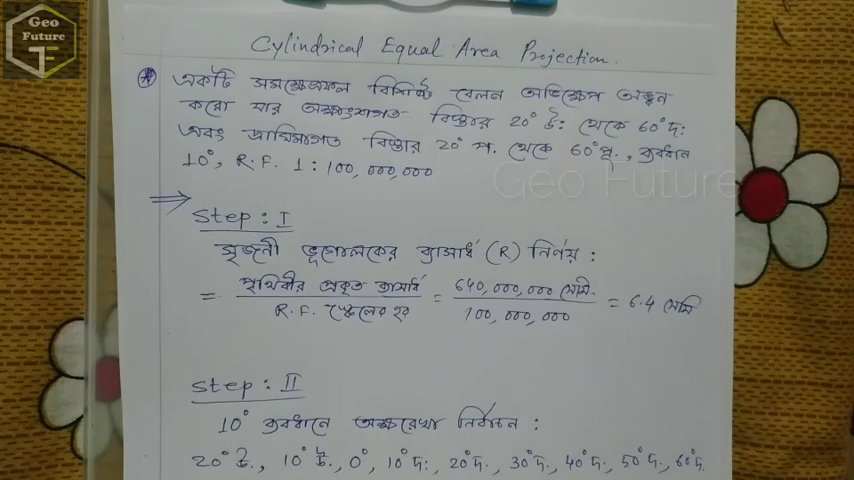 Geo
Future
GF
Cylindrical Equal Area Projection.
একটি সমক্ষেত্রফল বিশিষ্ট বেলন অভিক্ষেপ অঙ্কন
করো যার অক্ষাংশগত বিস্তার 20° উঃ থেকে 60° দঃ
এবং দ্রাঘিমাগত বিস্তার 20° প. থেকে 60° পূ., ব্যবধান
10°, R.F. 1:100,000,000
Geo Future
⇒ Step: I
সৃজনী ভূগোলকের ব্যাসার্ধ (R) নির্ণয়:
= পৃথিবীর প্রকৃত ব্যাসার্ধ / R.F. স্কেলের হর = 640,000,000 সেমি. / 100,000,000 = 6.4 সেমি
Step: II
10° ব্যবধানে অক্ষরেখা নির্বাচন:
20° উ., 10° উ., 0°, 10° দ., 20° দ., 30° দ., 40° দ., 50° দ., 60° দ.